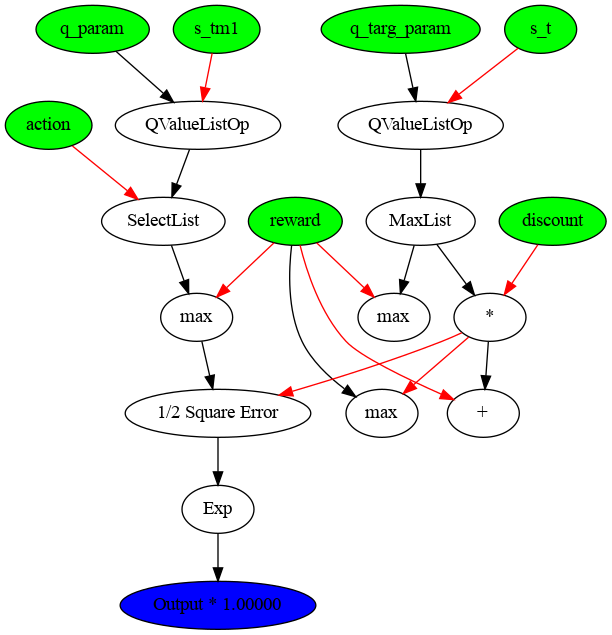 q_param
s_tm1
q_targ_param
s_t
action
QValueListOp
QValueListOp
SelectList
reward
MaxList
discount
max
max
*
1/2 Square Error
max
+
Exp
Output * 1.00000